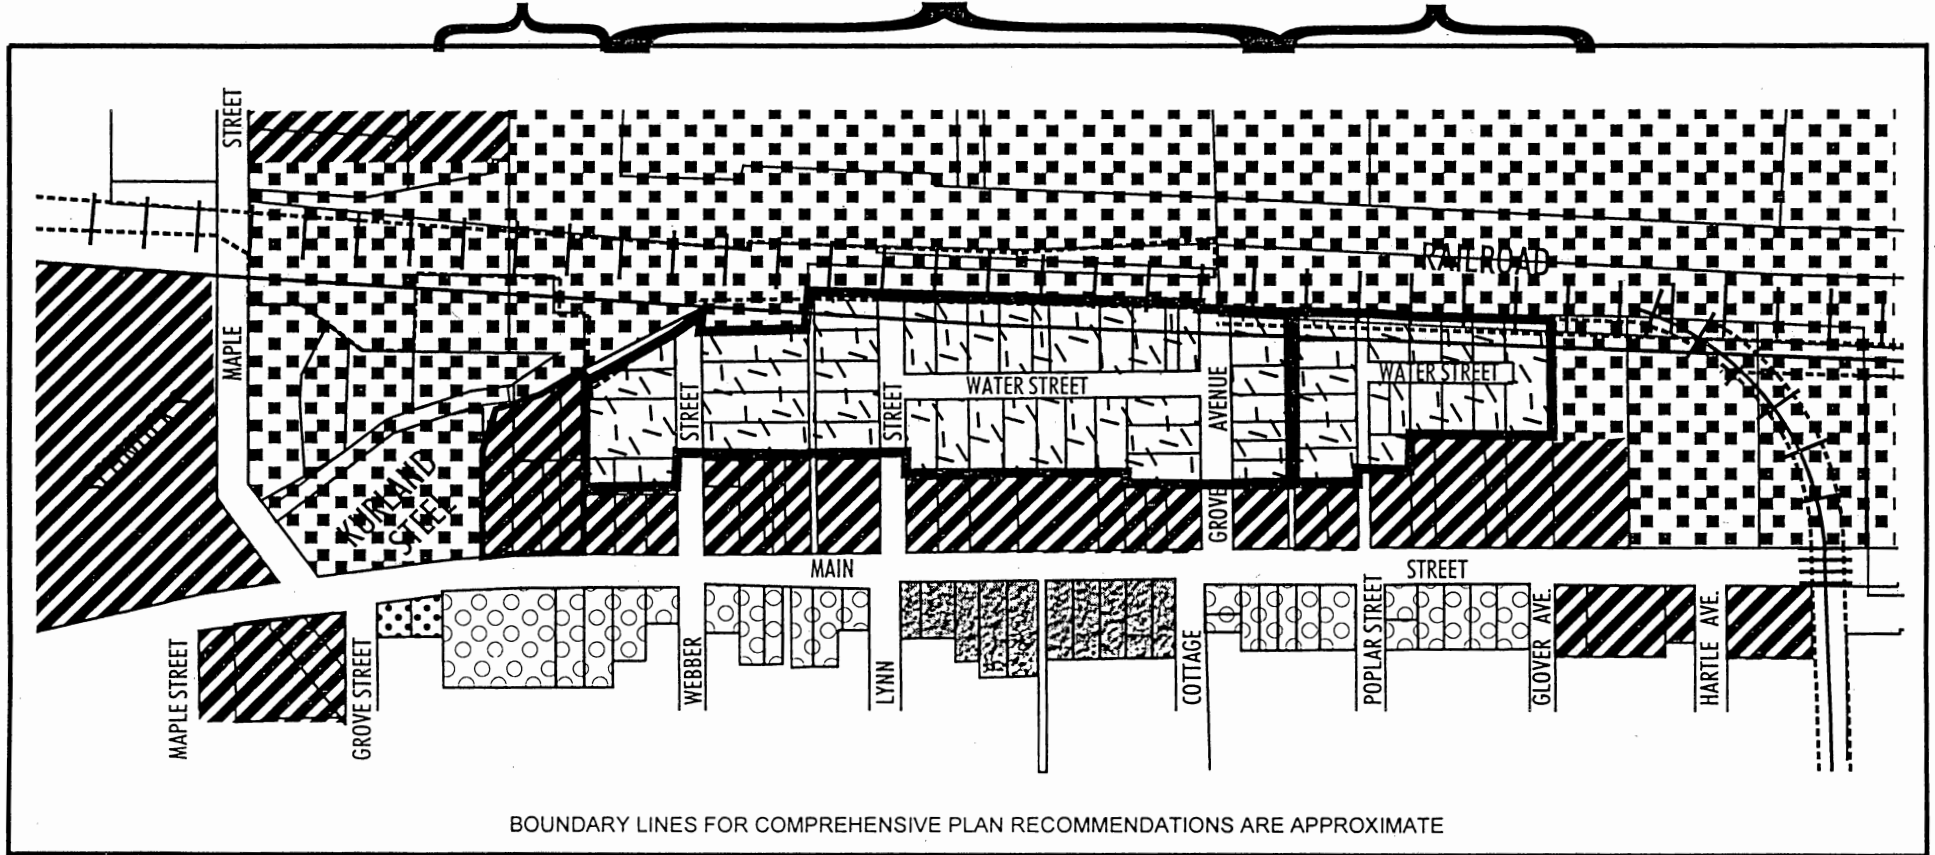 STREET
RAILROAD
MAPLE
STREET
STREET
WATER STREET
AVENUE
WATER STREET
KURLAND
STEEL
GROVE
MAIN
STREET
MAPLE STREET
GROVE STREET
WEBBER
LYNN
COTTAGE
POPLAR STREET
GLOVER AVE.
HARTLE AVE.
BOUNDARY LINES FOR COMPREHENSIVE PLAN RECOMMENDATIONS ARE APPROXIMATE